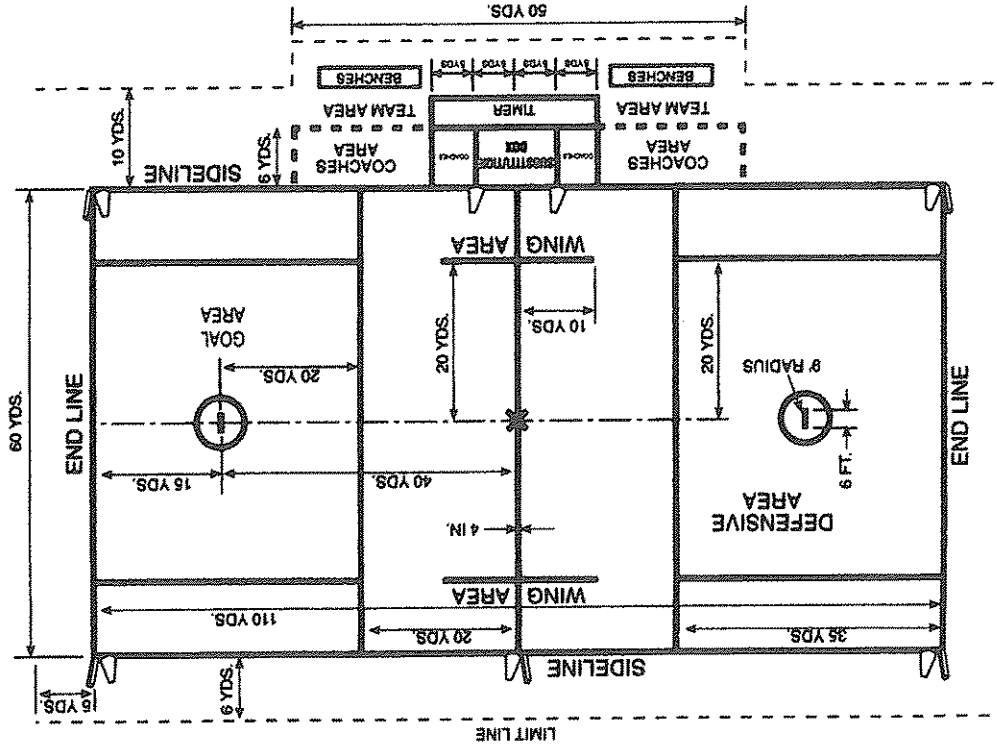 LIMIT LINE
6 YDS.
5 YDS.
SIDELINE
35 YDS.
20 YDS.
110 YDS.
WING AREA
DEFENSIVE
AREA
4 IN.
40 YDS.
15 YDS.
END LINE
6 FT.
9' RADIUS
END LINE
60 YDS.
20 YDS.
20 YDS.
20 YDS.
10 YDS.
GOAL
AREA
WING AREA
SIDELINE
COACHES
AREA
COACHES
SUBSTITUTION
BOX
COACHES
COACHES
AREA
6 YDS.
10 YDS.
TEAM AREA
TIMER
TEAM AREA
BENCHES
5 YDS.
5 YDS.
5 YDS.
5 YDS.
BENCHES
50 YDS.